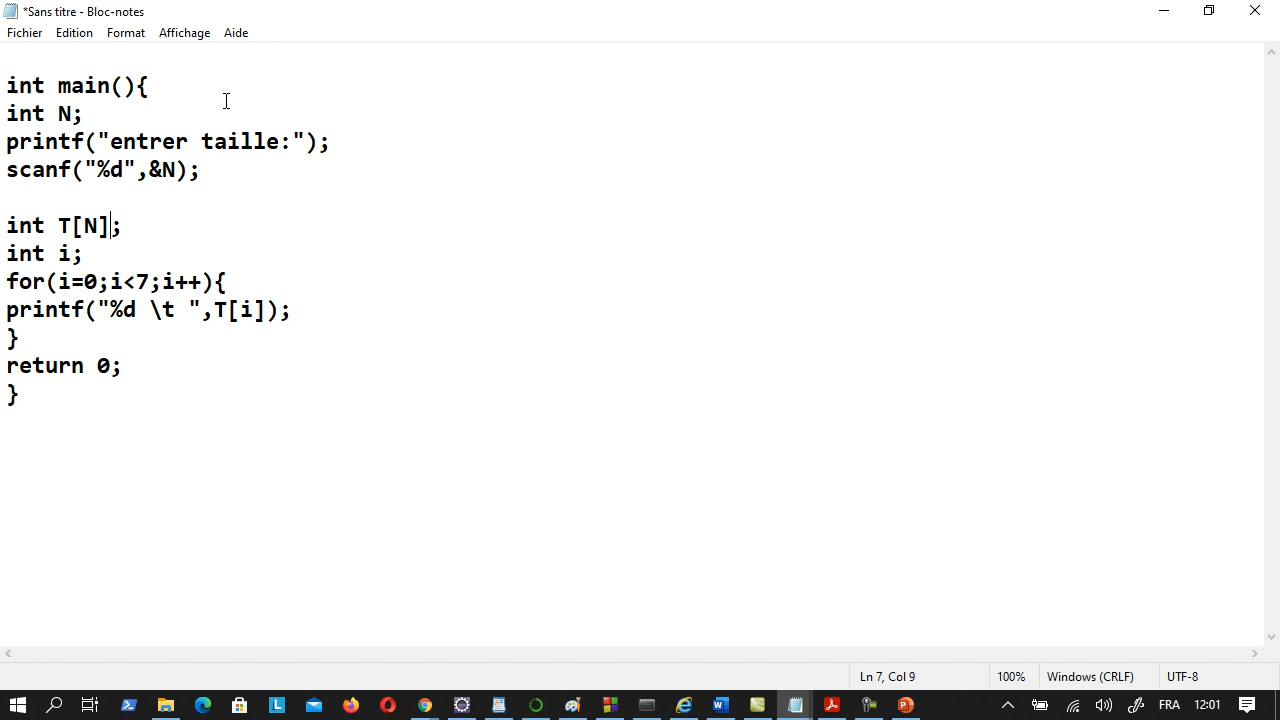 *Sans titre - Bloc-notes
Fichier Edition Format Affichage Aide
int main(){
int N;
printf("entrer taille:");
scanf("%d",&N);
int T[N];
int i;
for(i=0;i<7;i++){
printf("%d \t ",T[i]);
}
return 0;
}
Ln 7, Col 9 100% Windows (CRLF) UTF-8
FRA 12:01